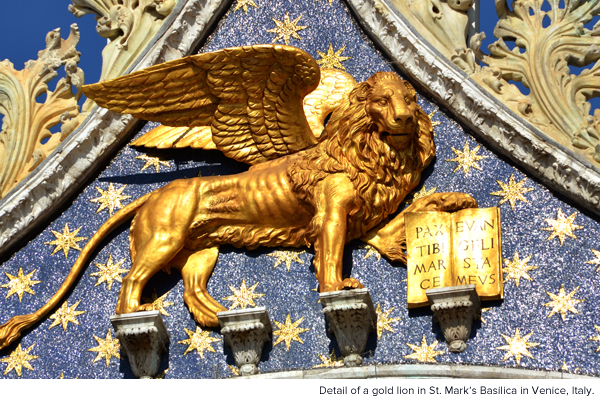 PAX
TIBI
MAR
CE
EVAN
GELI
STA
MEVS
Detail of a gold lion in St. Mark's Basilica in Venice, Italy.